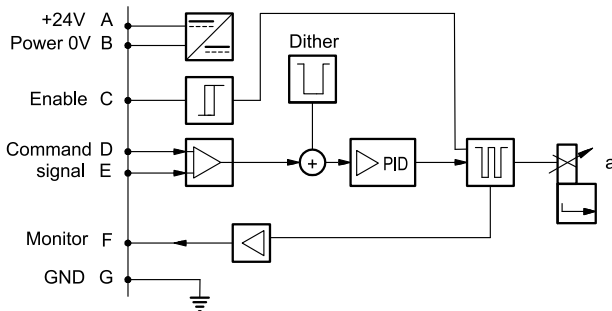 +24V A
Power 0V B
Dither
Enable C
Command D
signal E
+
PID
a
Monitor F
GND G